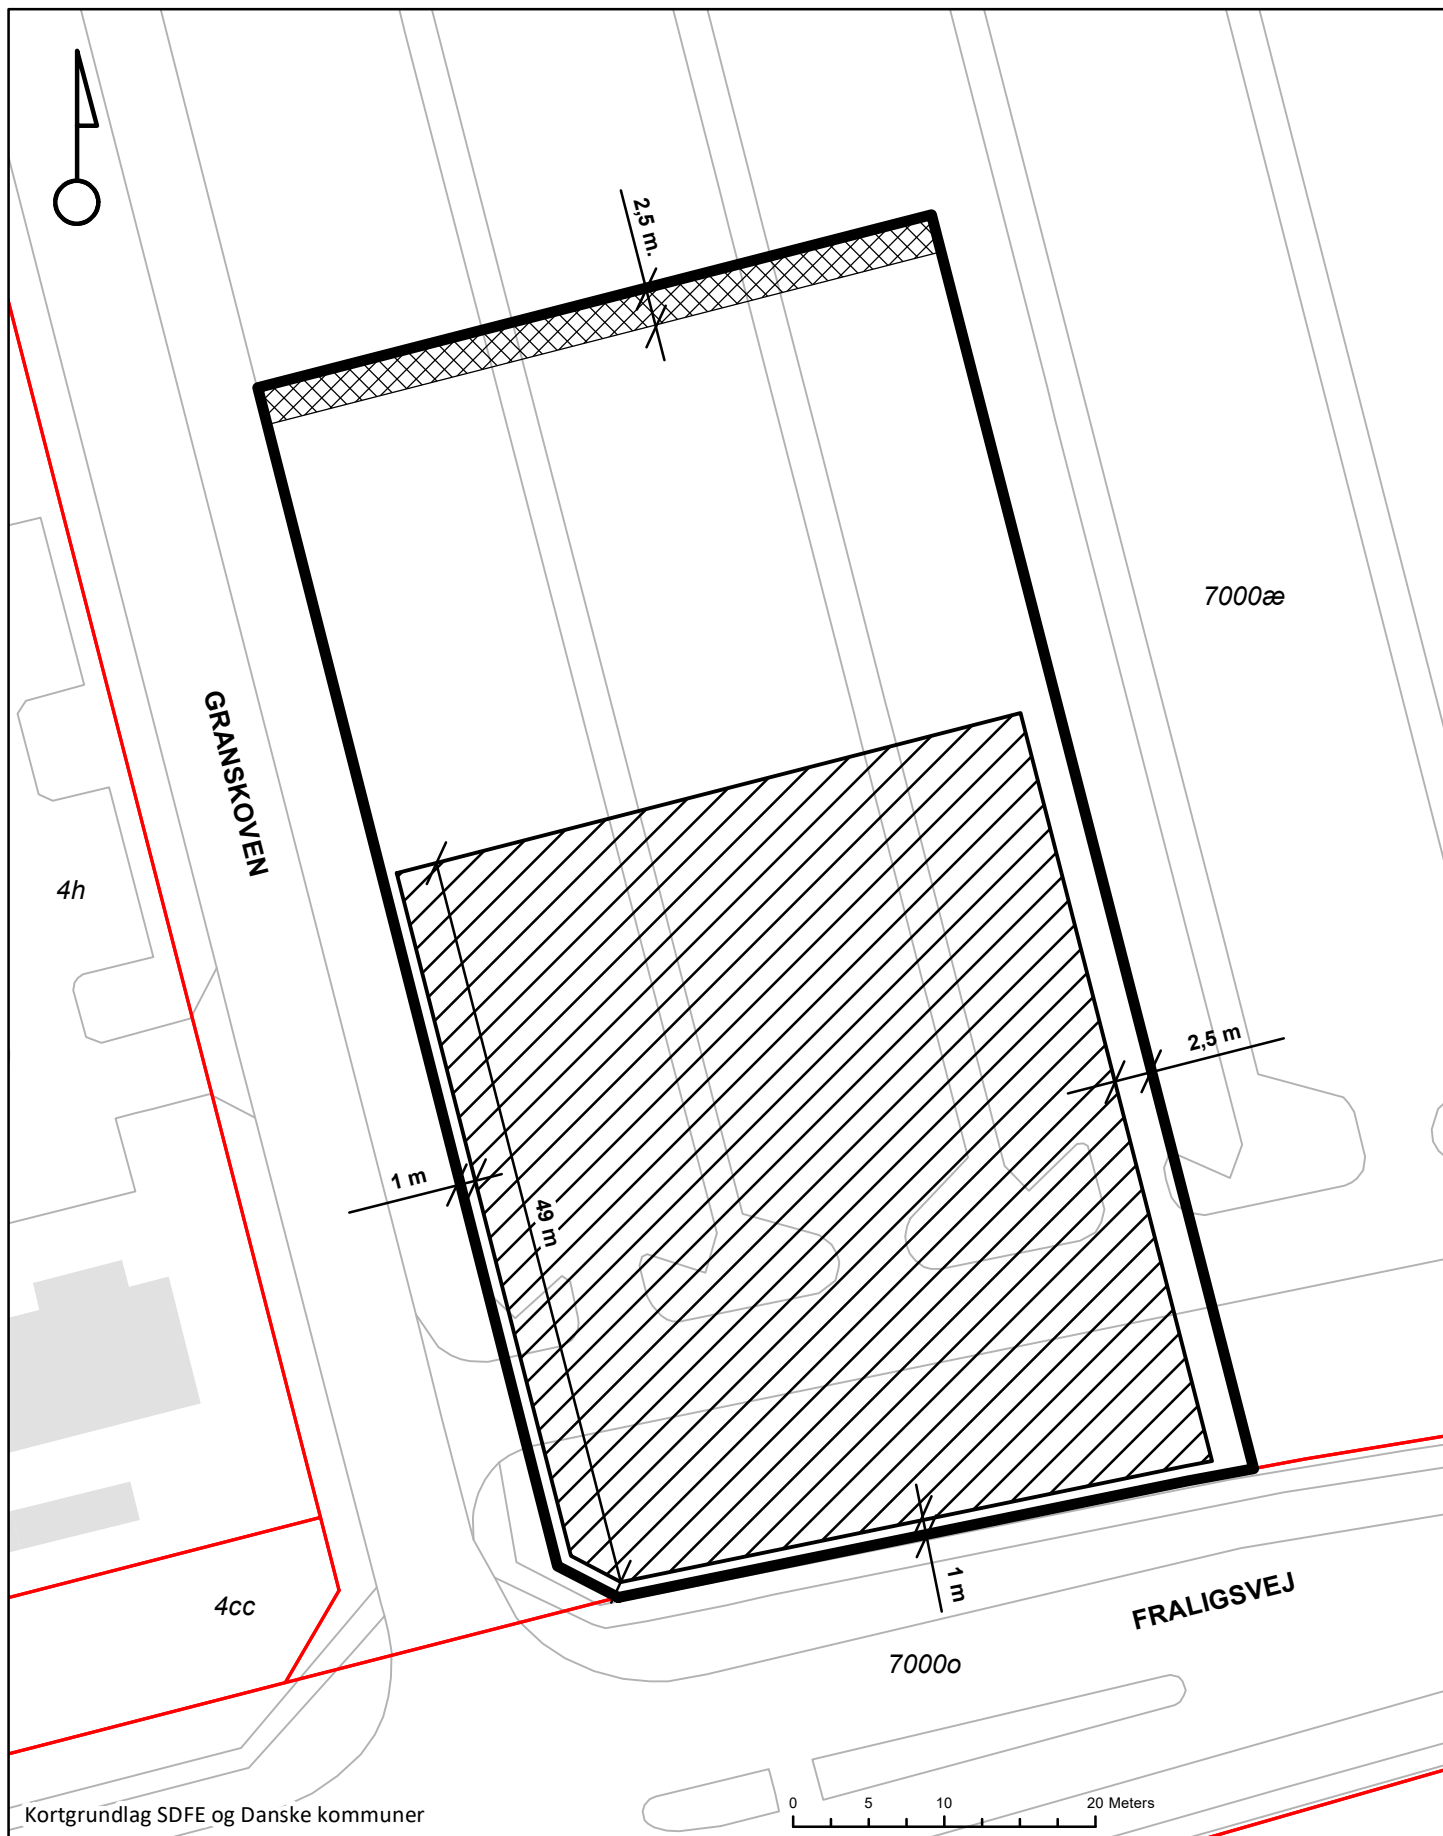 2,5 m.
7000æ
GRANSKOVEN
4h
2,5 m
1 m
49 m
1 m
FRALIGSVEJ
4cc
7000o
0 5 10 20 Meters
Kortgrundlag SDFE og Danske kommuner